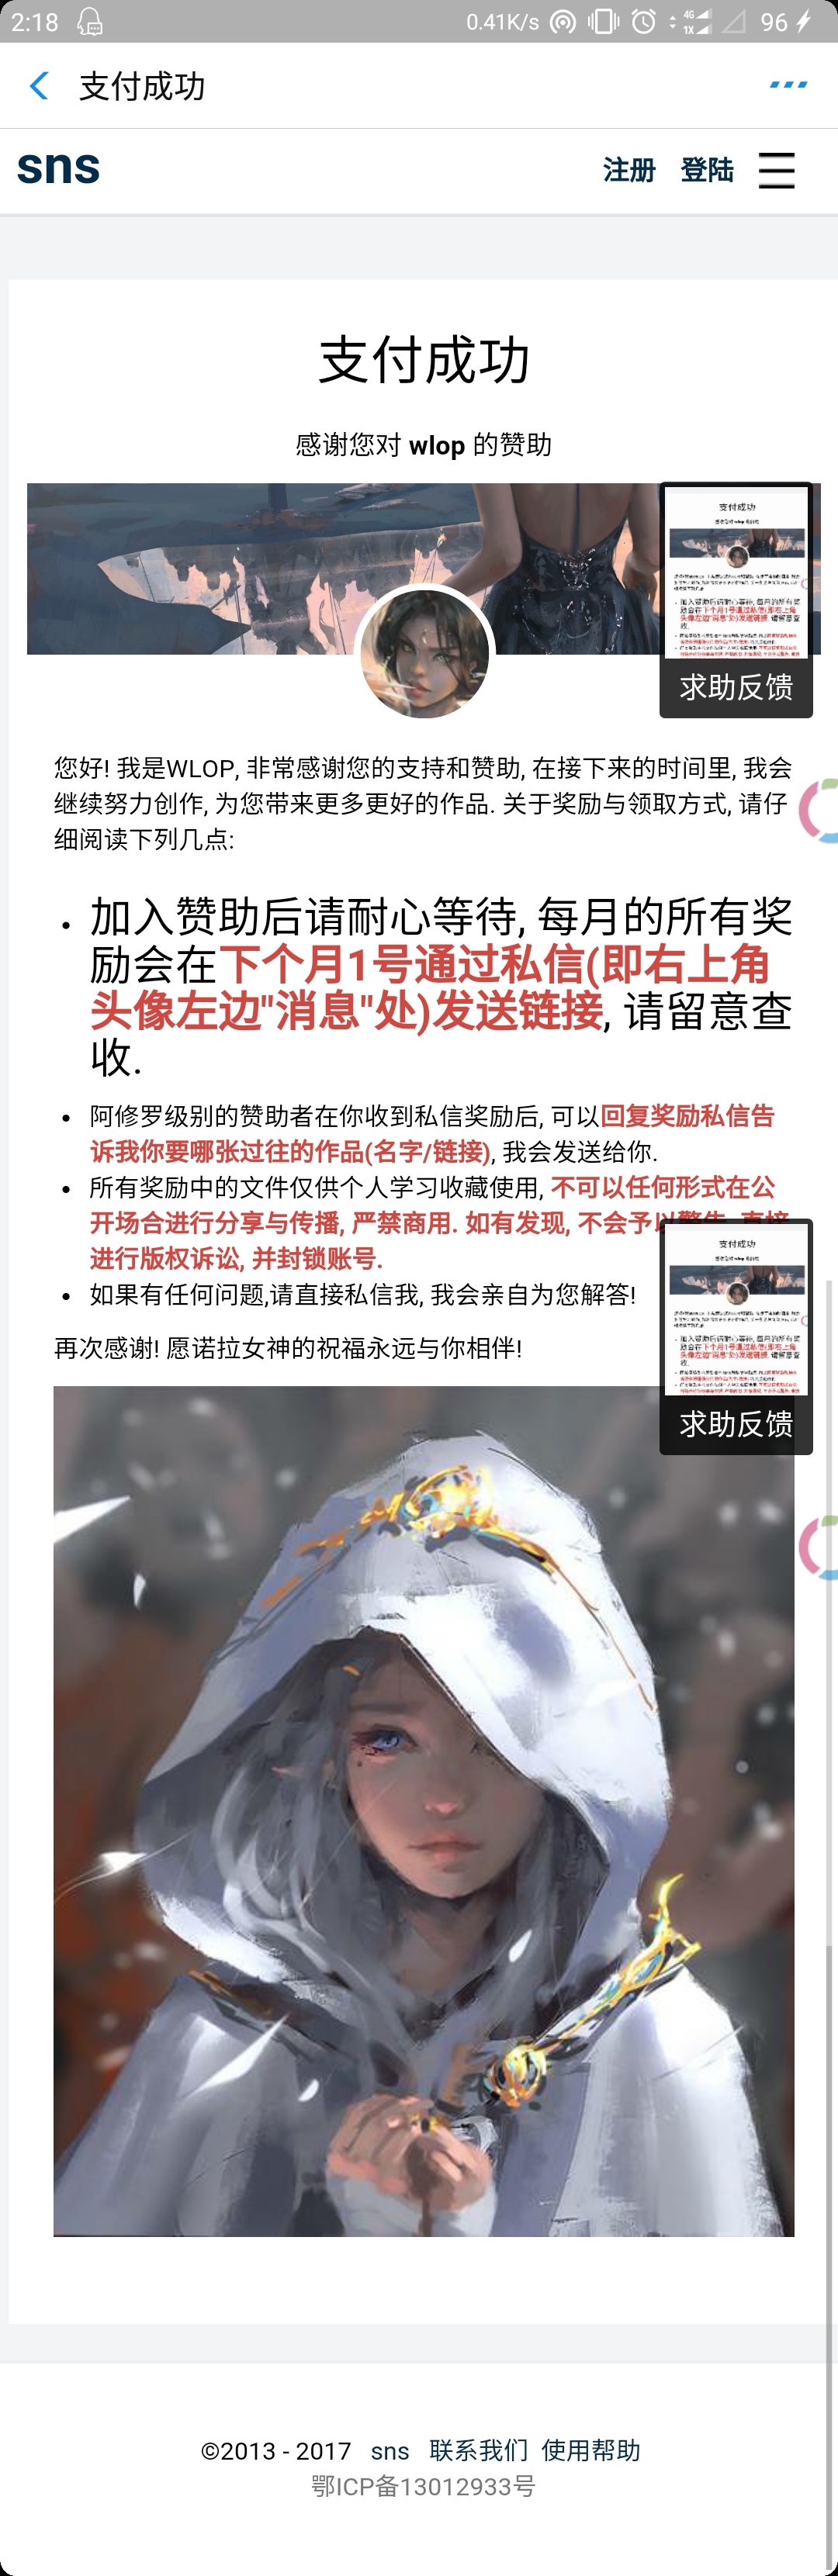 2:18
0.41K/s
4G
1X
96
支付成功
sns
注册 登陆
支付成功
感谢您对 wlop 的赞助
支付成功
求助反馈
您好! 我是WLOP, 非常感谢您的支持和赞助, 在接下来的时间里, 我会
继续努力创作, 为您带来更多更好的作品. 关于奖励与领取方式, 请仔
细阅读下列几点:
• 加入赞助后请耐心等待, 每月的所有奖
励会在下个月1号通过私信(即右上角
头像左边"消息"处)发送链接, 请留意查
收.
• 阿修罗级别的赞助者在你收到私信奖励后, 可以回复奖励私信告
诉我你要哪张过往的作品(名字/链接), 我会发送给你.
• 所有奖励中的文件仅供个人学习收藏使用, 不可以任何形式在公
开场合进行分享与传播, 严禁商用. 如有发现, 不会予以警告, 直接
进行版权诉讼, 并封锁账号.
• 如果有任何问题,请直接私信我, 我会亲自为您解答!
再次感谢! 愿诺拉女神的祝福永远与你相伴!
支付成功
求助反馈
©2013 - 2017 sns 联系我们 使用帮助
鄂ICP备13012933号